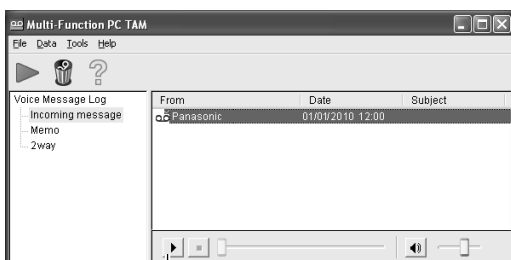 Multi-Function PC TAM
File Data Tools Help
Voice Message Log
Incoming message
Memo
2way
From Date Subject
Panasonic 01/01/2010 12:00